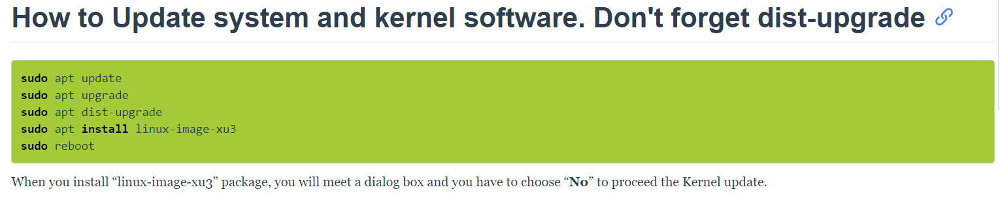 How to Update system and kernel software. Don't forget dist-upgrade
sudo apt update
sudo apt upgrade
sudo apt dist-upgrade
sudo apt install linux-image-xu3
sudo reboot
When you install “linux-image-xu3” package, you will meet a dialog box and you have to choose “No” to proceed the Kernel update.